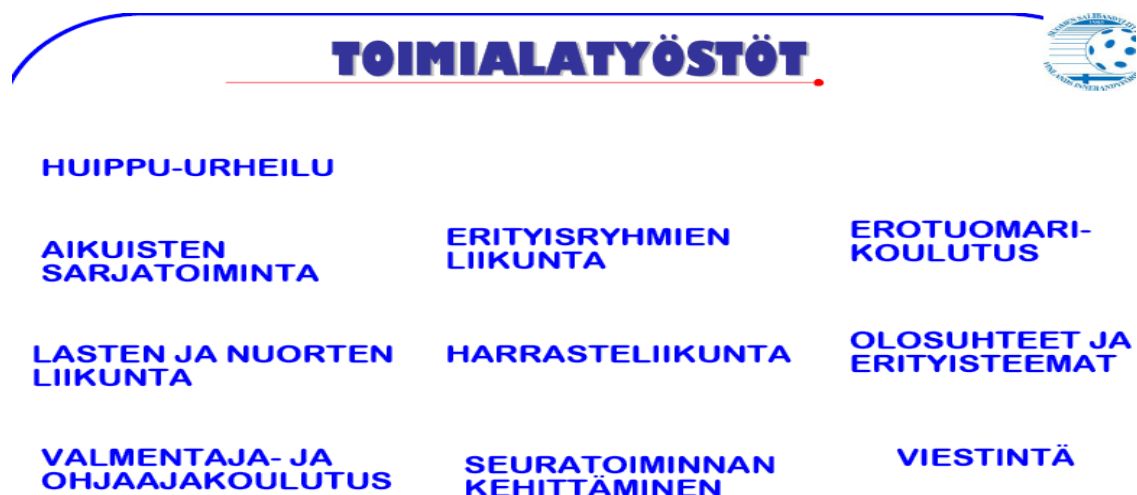 TOIMIALATYÖSTÖT
HUIPPU-URHEILU
AIKUISTEN
SARJATOIMINTA
ERITYISRYHMIEN
LIIKUNTA
EROTUOMARI-
KOULUTUS
LASTEN JA NUORTEN
LIIKUNTA
HARRASTELIIKUNTA
OLOSUHTEET JA
ERITYISTEEMAT
VALMENTAJA- JA
OHJAAJAKOULUTUS
SEURATOIMINNAN
KEHITTÄMINEN
VIESTINTÄ